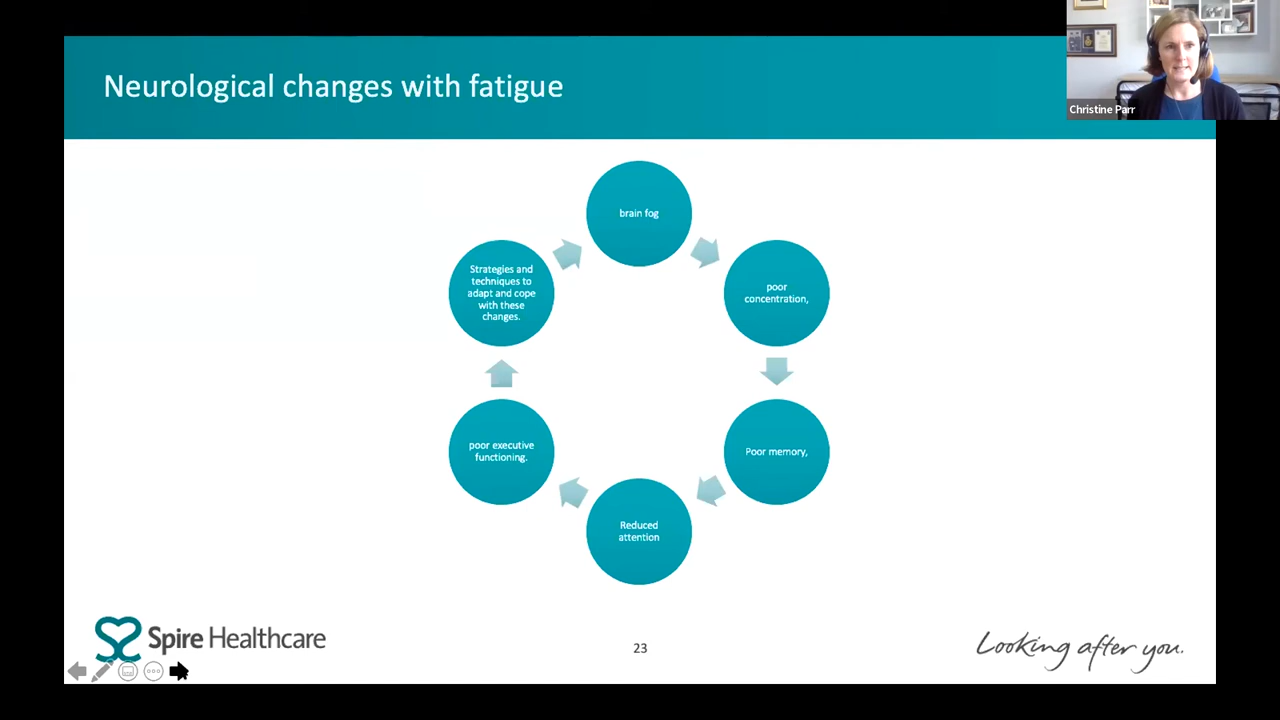 Neurological changes with fatigue
Christine Parr
brain fog
poor
concentration,
Poor memory,
Reduced
attention
poor executive
functioning.
Strategies and
techniques to
adapt and cope
with these
changes.
Spire Healthcare
23
Looking after you.